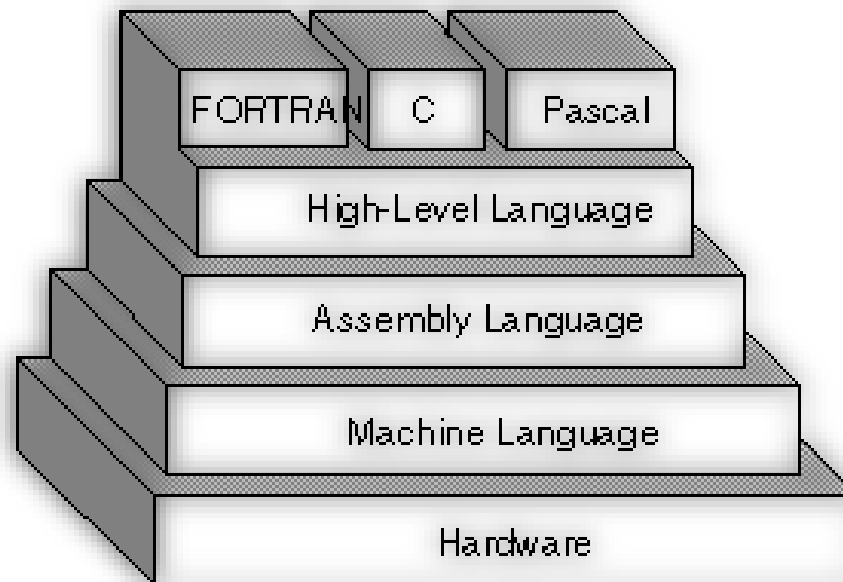 FORTRAN C Pascal
High-Level Language
Assembly Language
Machine Language
Hardware